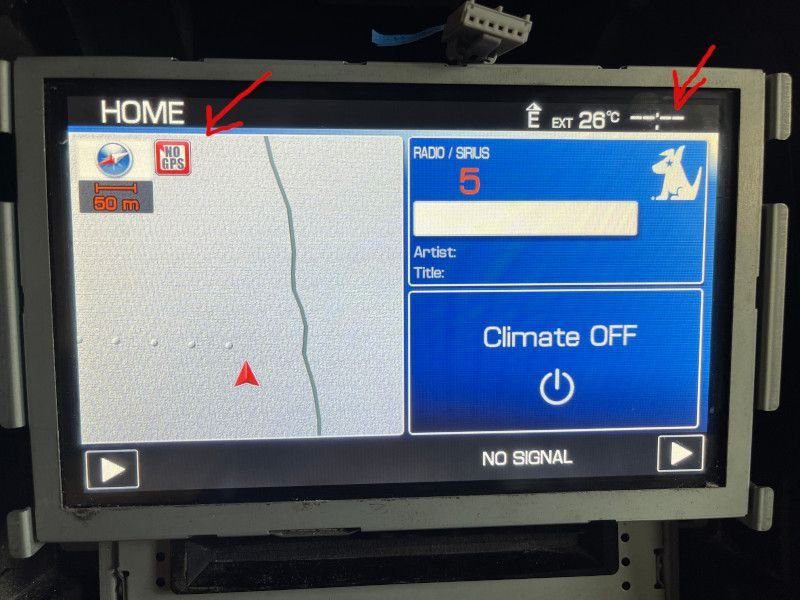 HOME
E EXT 26°C --:--
NO
GPS
50 m
RADIO / SIRIUS
5
Artist:
Title:
Climate OFF
NO SIGNAL